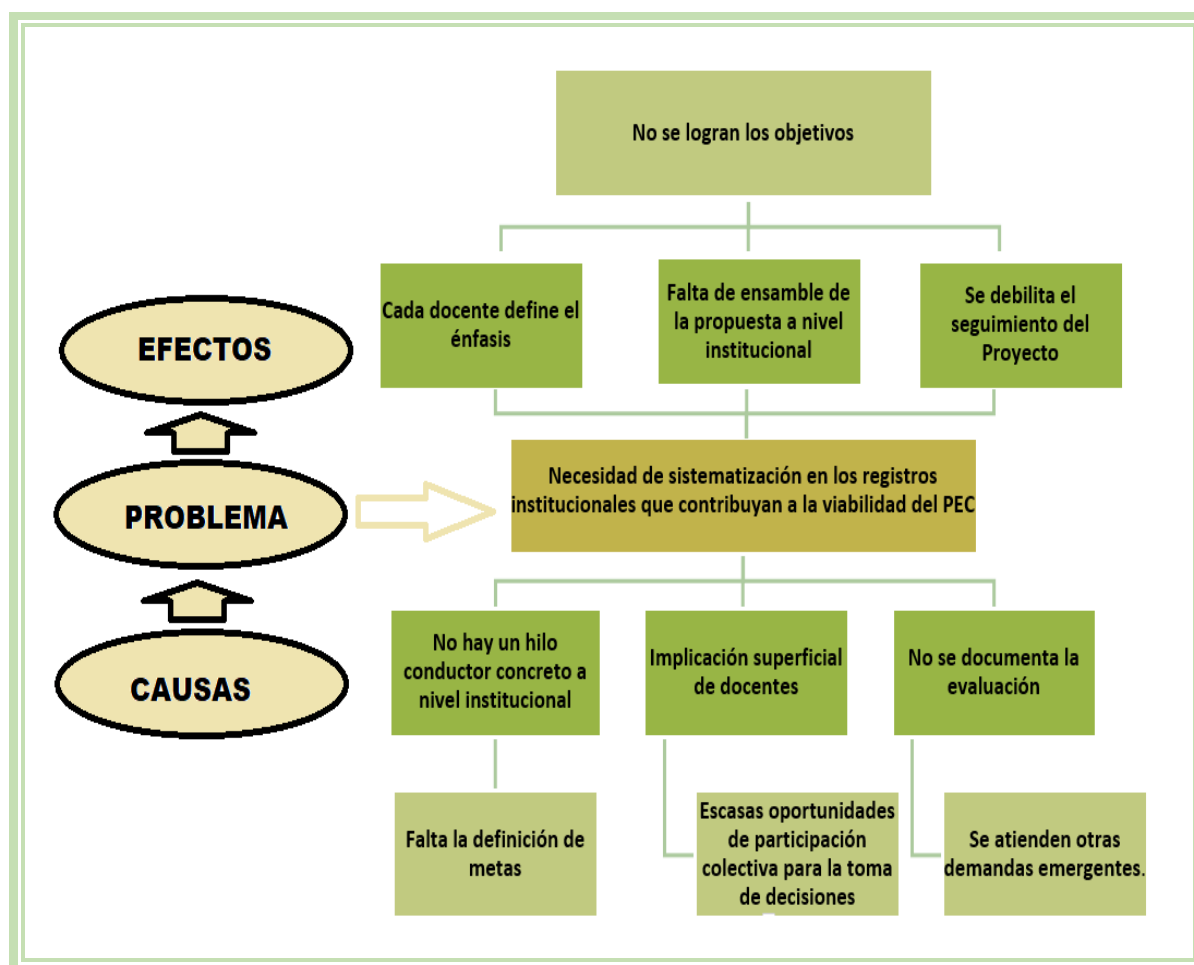 No se logran los objetivos
Cada docente define el
énfasis
Falta de ensamble de
la propuesta a nivel
institucional
Se debilita el
seguimiento del
Proyecto
EFECTOS
Necesidad de sistematización en los registros
institucionales que contribuyan a la viabilidad del PEC
PROBLEMA
No hay un hilo
conductor concreto a
nivel institucional
Implicación superficial
de docentes
No se documenta la
evaluación
CAUSAS
Falta la definición de
metas
Escasas oportunidades
de participación
colectiva para la toma
de decisiones
Se atienden otras
demandas emergentes.